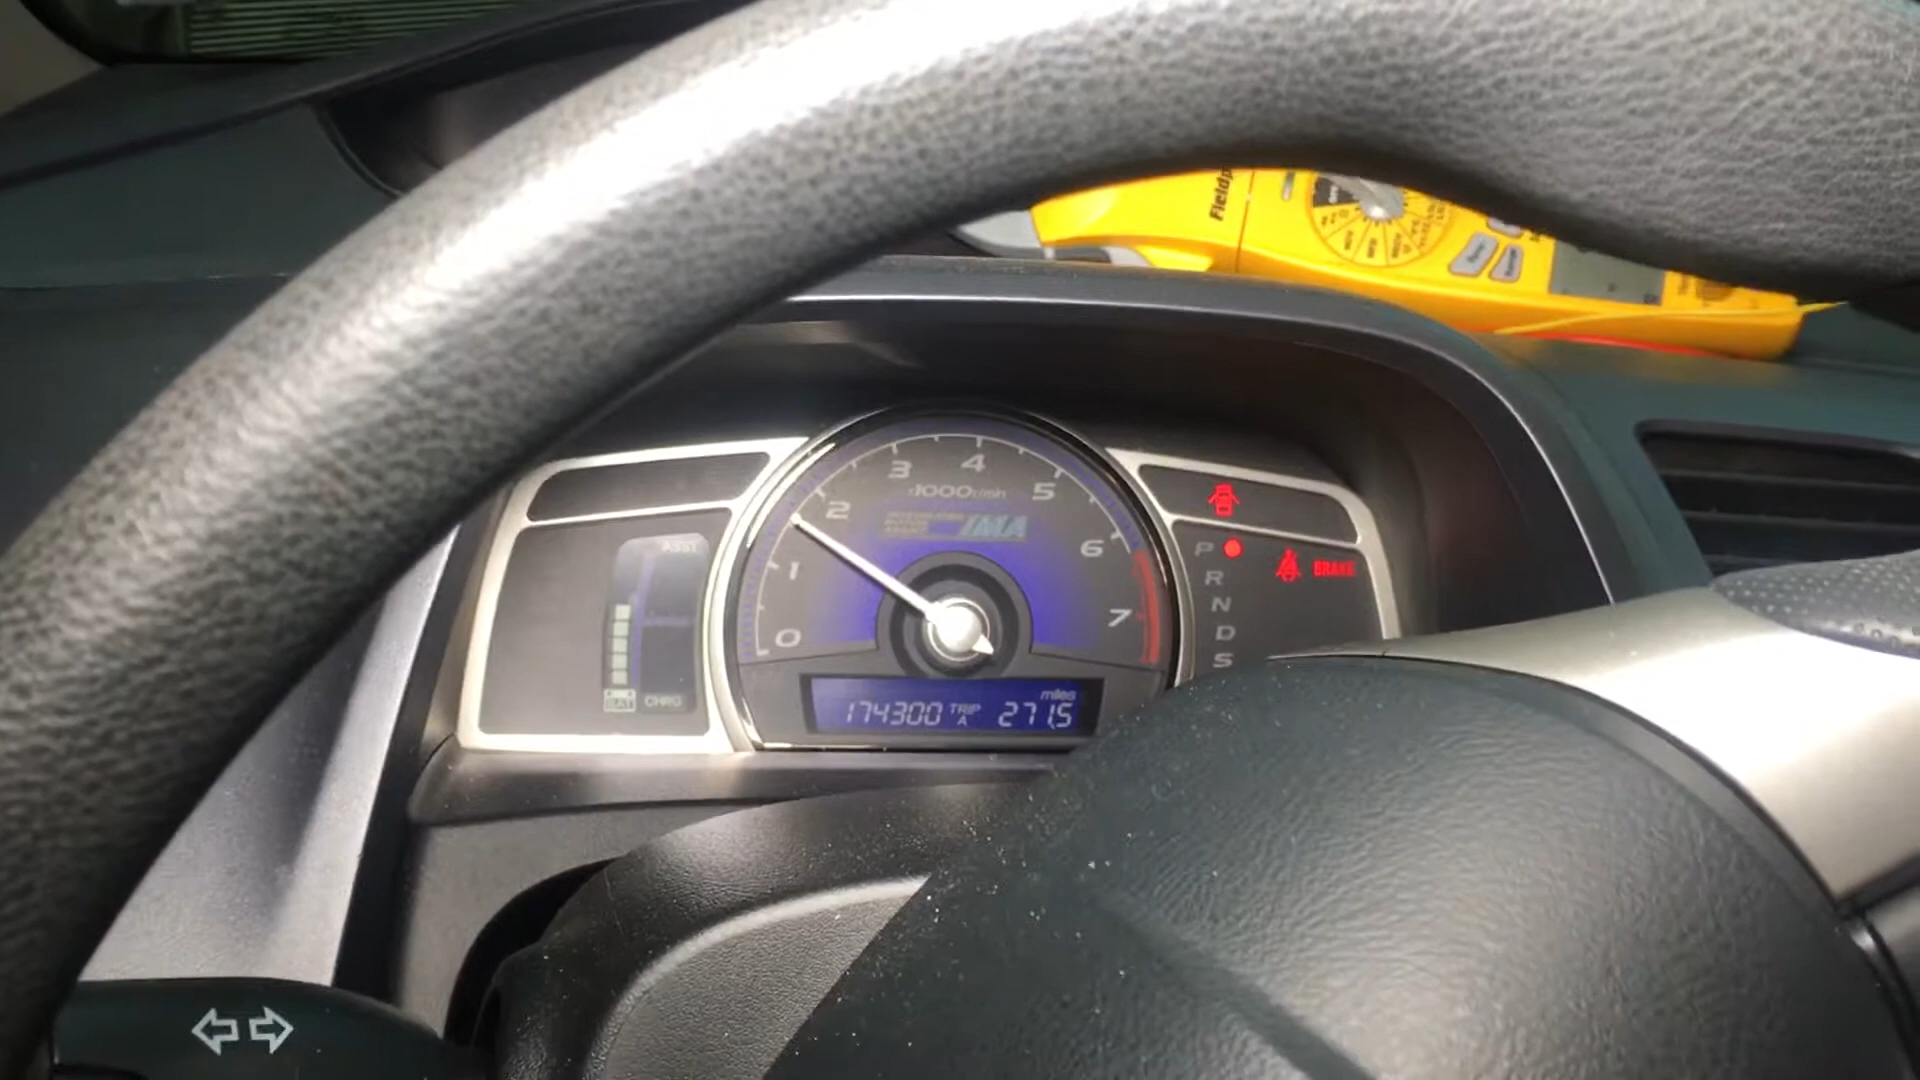 Fieldp
3
4
x1000r/min
5
2
IMA
6
1
7
0
ASST
CHRG
BAT
P
R
N
D
S
BRAKE
miles
174300 TRIP A 271.5